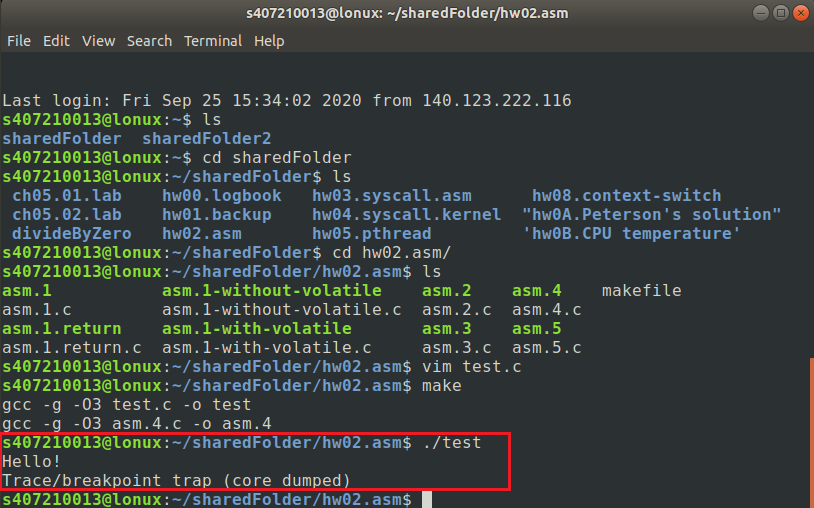 s407210013@lonux: ~/sharedFolder/hw02.asm
File Edit View Search Terminal Help
Last login: Fri Sep 25 15:34:02 2020 from 140.123.222.116
s407210013@lonux:~$ ls
sharedFolder  sharedFolder2
s407210013@lonux:~$ cd sharedFolder
s407210013@lonux:~/sharedFolder$ ls
 ch05.01.lab    hw00.logbook   hw03.syscall.asm      hw08.context-switch
 ch05.02.lab    hw01.backup    hw04.syscall.kernel  "hw0A.Peterson's solution"
 divideByZero   hw02.asm       hw05.pthread         'hw0B.CPU temperature'
s407210013@lonux:~/sharedFolder$ cd hw02.asm/
s407210013@lonux:~/sharedFolder/hw02.asm$ ls
asm.1           asm.1-without-volatile    asm.2    asm.4    makefile
asm.1.c         asm.1-without-volatile.c  asm.2.c  asm.4.c
asm.1.return    asm.1-with-volatile       asm.3    asm.5
asm.1.return.c  asm.1-with-volatile.c     asm.3.c  asm.5.c
s407210013@lonux:~/sharedFolder/hw02.asm$ vim test.c
s407210013@lonux:~/sharedFolder/hw02.asm$ make
gcc -g -O3 test.c -o test
gcc -g -O3 asm.4.c -o asm.4
s407210013@lonux:~/sharedFolder/hw02.asm$ ./test
Hello!
Trace/breakpoint trap (core dumped)
s407210013@lonux:~/sharedFolder/hw02.asm$